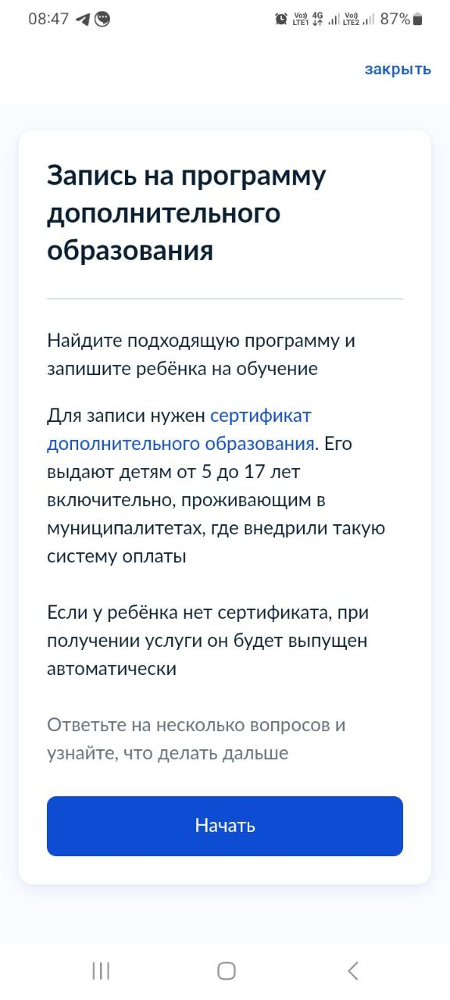 08:47
Vo)) 4G Vo)) 87%
LTE1 LTE2
закрыть
Запись на программу
дополнительного
образования
Найдите подходящую программу и
запишите ребёнка на обучение
Для записи нужен сертификат
дополнительного образования. Его
выдают детям от 5 до 17 лет
включительно, проживающим в
муниципалитетах, где внедрили такую
систему оплаты
Если у ребёнка нет сертификата, при
получении услуги он будет выпущен
автоматически
Ответьте на несколько вопросов и
узнайте, что делать дальше
Начать